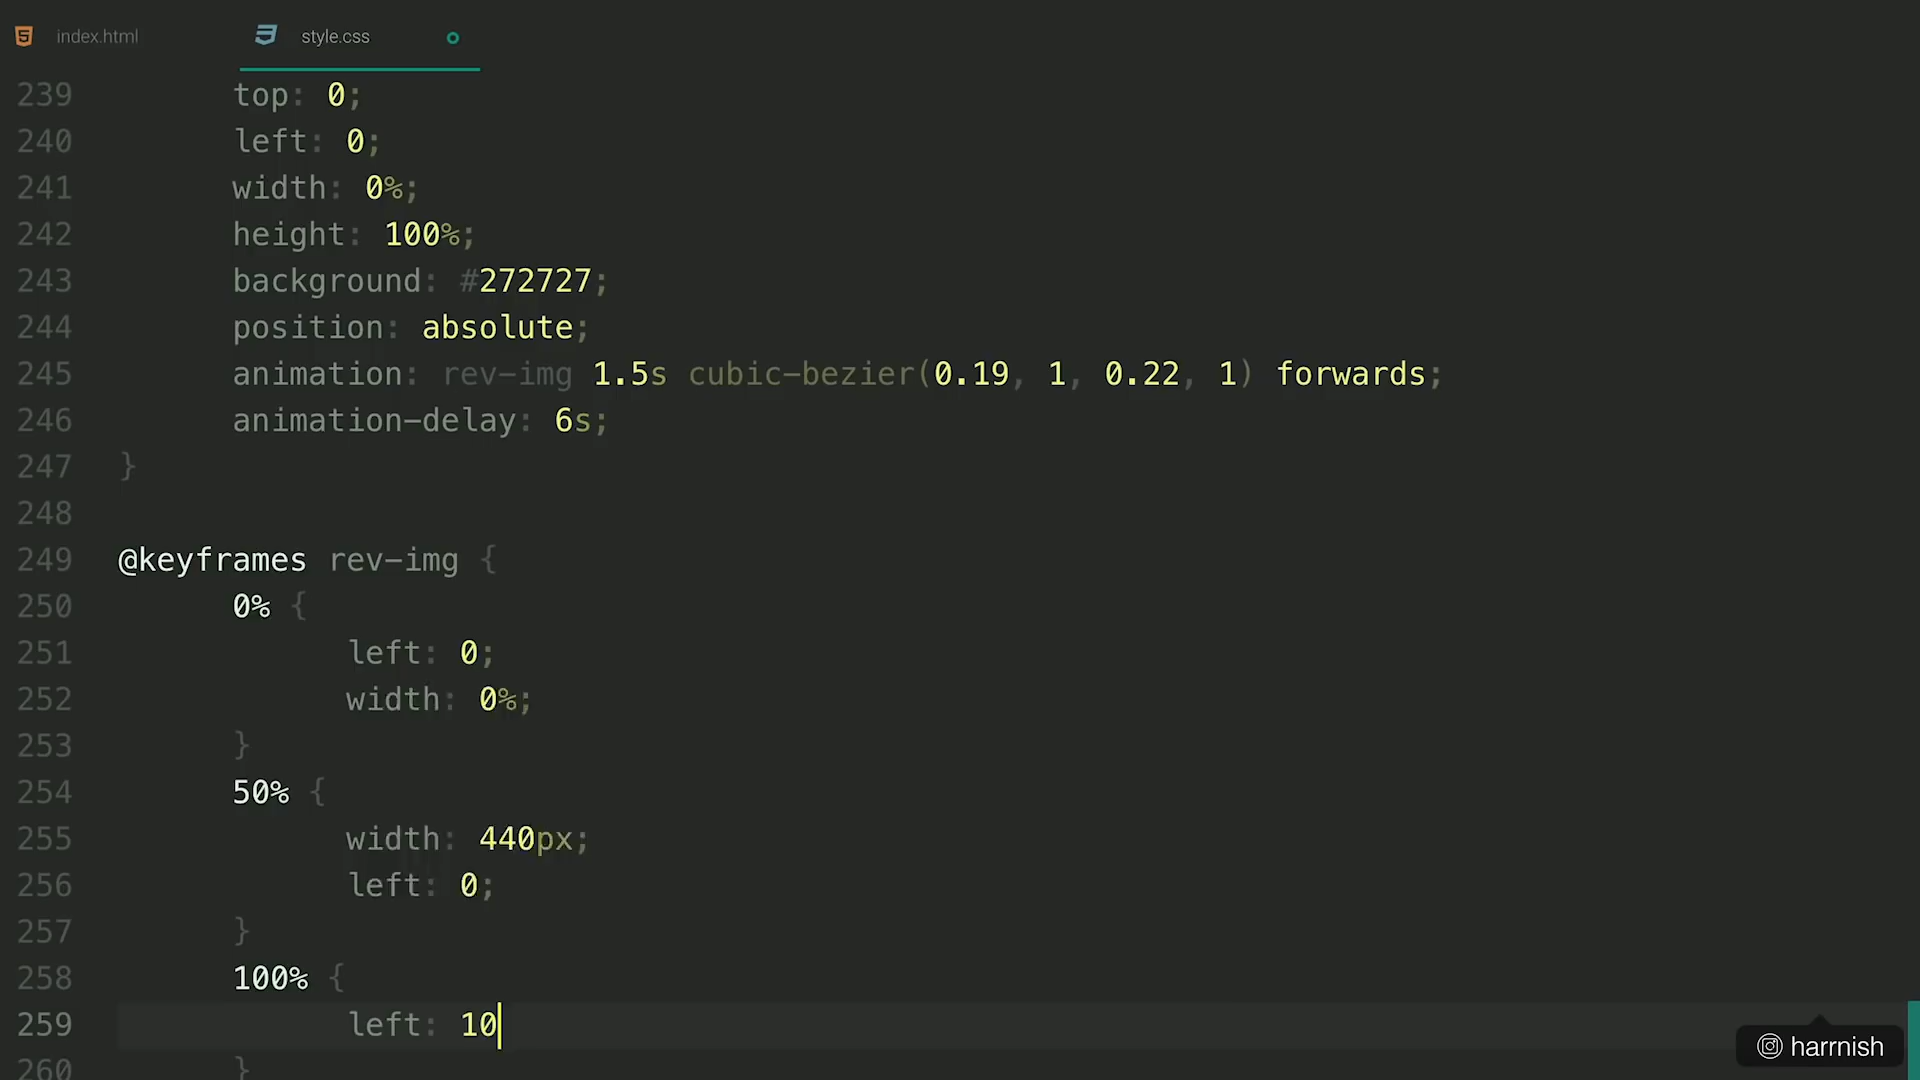 index.html
style.css
239 top: 0;
240 left: 0;
241 width: 0%;
242 height: 100%;
243 background: #272727;
244 position: absolute;
245 animation: rev-img 1.5s cubic-bezier(0.19, 1, 0.22, 1) forwards;
246 animation-delay: 6s;
247 }
248
249 @keyframes rev-img {
250 0% {
251 left: 0;
252 width: 0%;
253 }
254 50% {
255 width: 440px;
256 left: 0;
257 }
258 100% {
259 left: 10
260 }
harrnish